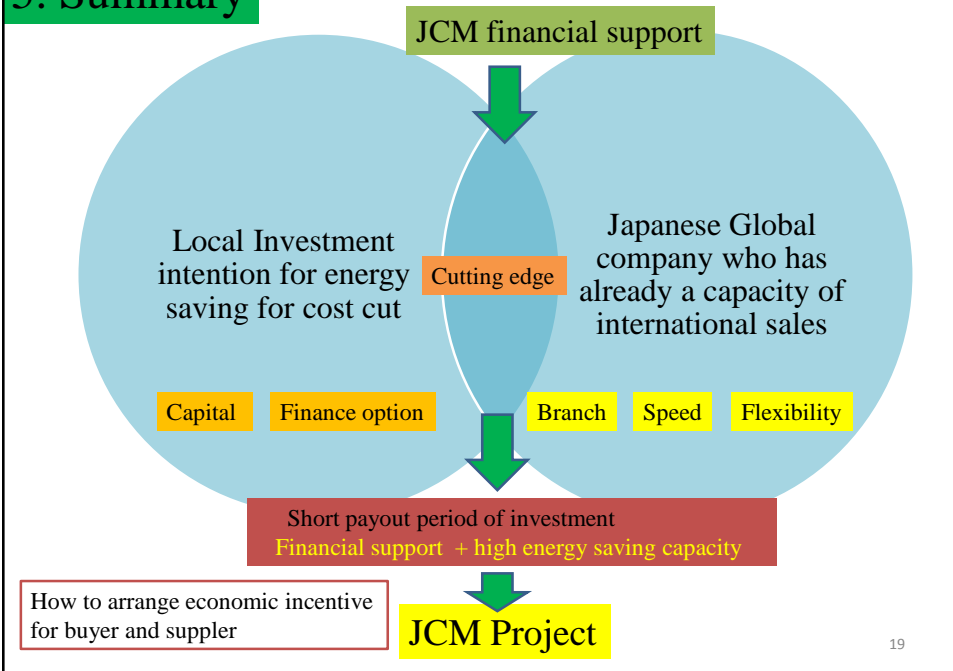 Summary
JCM financial support
Local Investment
intention for energy
saving for cost cut
Cutting edge
Japanese Global
company who has
already a capacity of
international sales
Capital
Finance option
Branch
Speed
Flexibility
Short payout period of investment
Financial support + high energy saving capacity
How to arrange economic incentive
for buyer and suppler
JCM Project
19